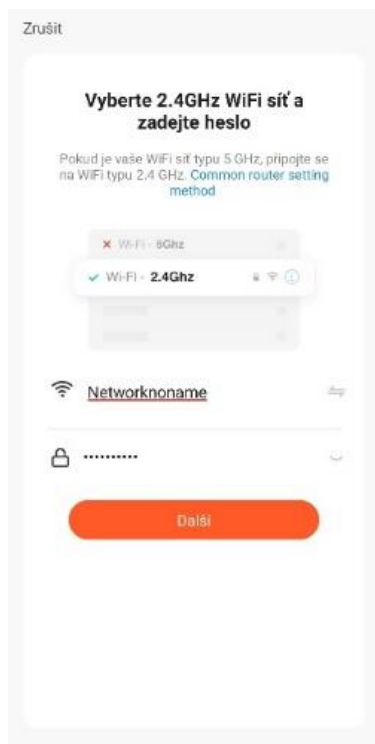 Zrušit
Vyberte 2.4GHz WiFi síť a
zadejte heslo
Pokud je vaše WiFi síť typu 5 GHz, připojte se
na WiFi typu 2.4 GHz. Common router setting
method
Wi-Fi - 5Ghz
Wi-Fi - 2.4Ghz
Networknoname
••••••••••
Další